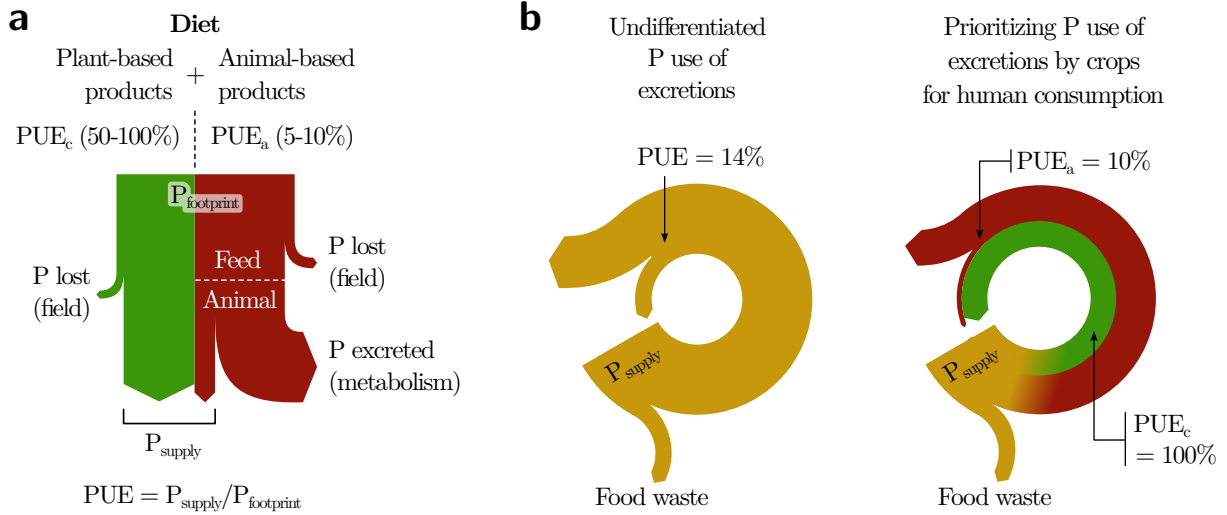 a
Diet
Plant-based
products
+
Animal-based
products
PUEc (50-100%)
PUEa (5-10%)
Pfootprint
P lost
(field)
Feed
Animal
P lost
(field)
P excreted
(metabolism)
Psupply
PUE = Psupply/Pfootprint
b
Undifferentiated
P use of
excretions
PUE = 14%
Psupply
Food waste
Prioritizing P use of
excretions by crops
for human consumption
PUEa = 10%
Psupply
PUEc
= 100%
Food waste